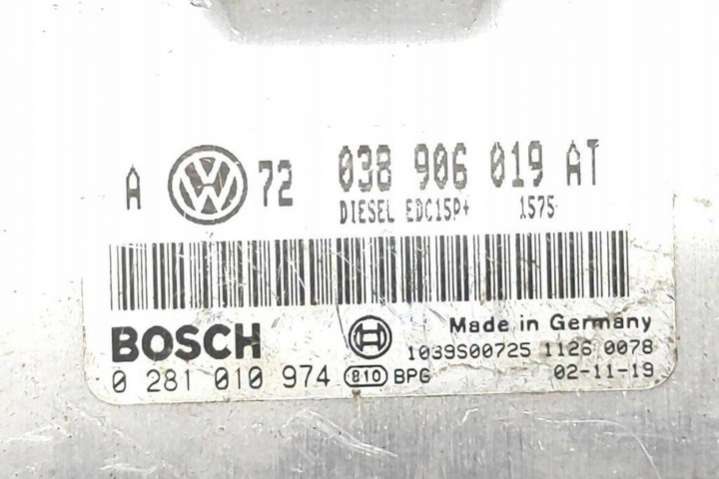 A VW 72 038 906 019 AT
DIESEL EDC15P+ 1575
BOSCH
Made in Germany
1039S00725 1126 0078
0 281 010 974 810 BPG 02-11-19